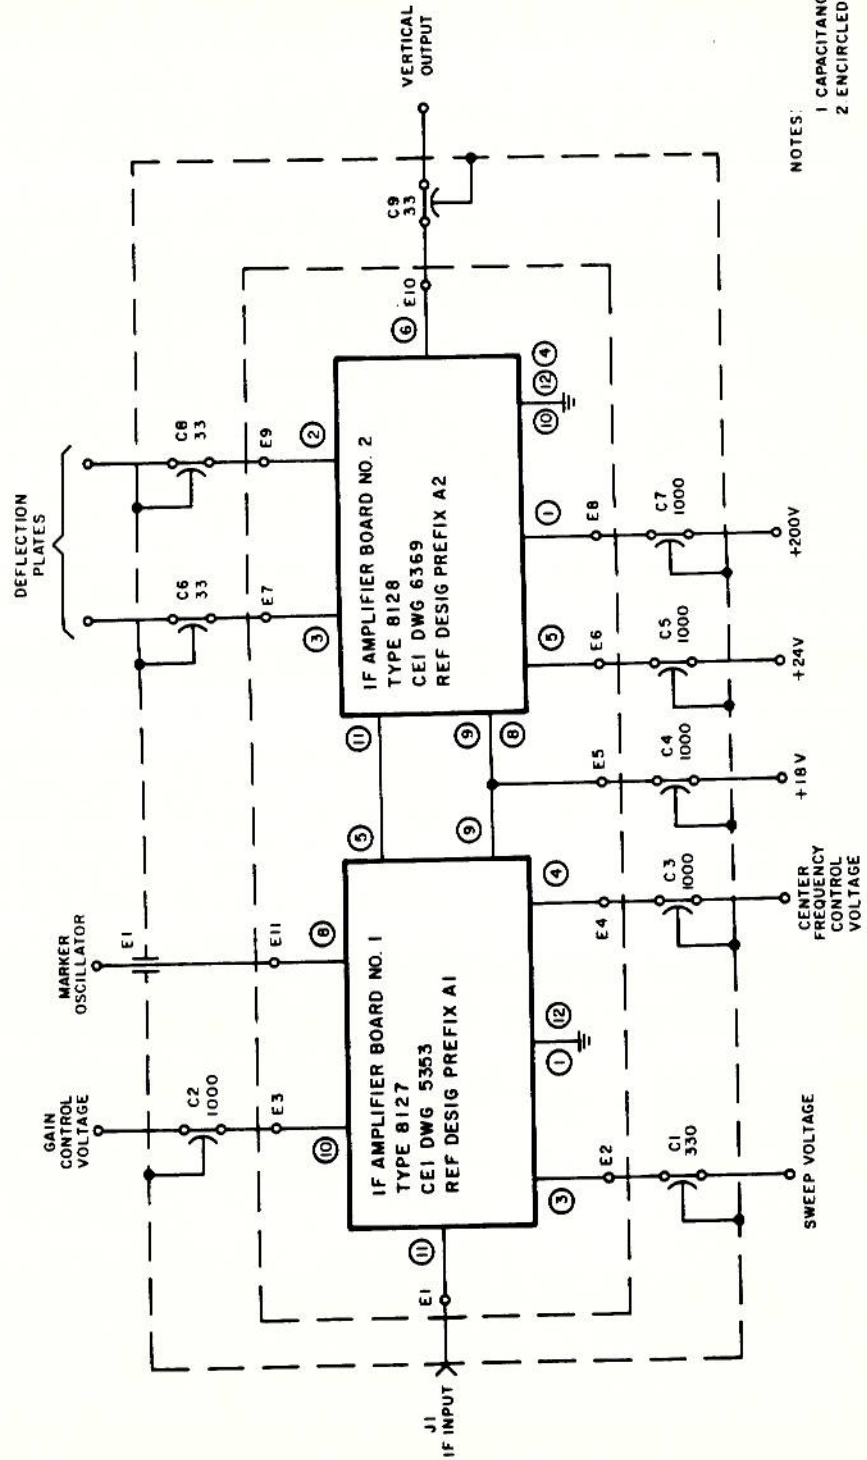 DEFLECTION
PLATES
VERTICAL
OUTPUT
C9
33
C8
33
C6
33
E9
E7
E10
2
3
6
MARKER
OSCILLATOR
E1
E11
8
GAIN
CONTROL
VOLTAGE
C2
1000
E3
10
IF AMPLIFIER BOARD NO. 2
TYPE 8128
CEI DWG 6369
REF DESIG PREFIX A2
10
12
4
11
9
8
5
9
IF AMPLIFIER BOARD NO. 1
TYPE 8127
CEI DWG 5353
REF DESIG PREFIX A1
1
12
J1
IF INPUT
E1
11
3
E2
C1
330
SWEEP VOLTAGE
4
E4
C3
1000
CENTER
FREQUENCY
CONTROL
VOLTAGE
E5
C4
1000
+18V
5
E6
C5
1000
+24V
1
E8
C7
1000
+200V
NOTES:
1 CAPACITANC
2. ENCIRCLED